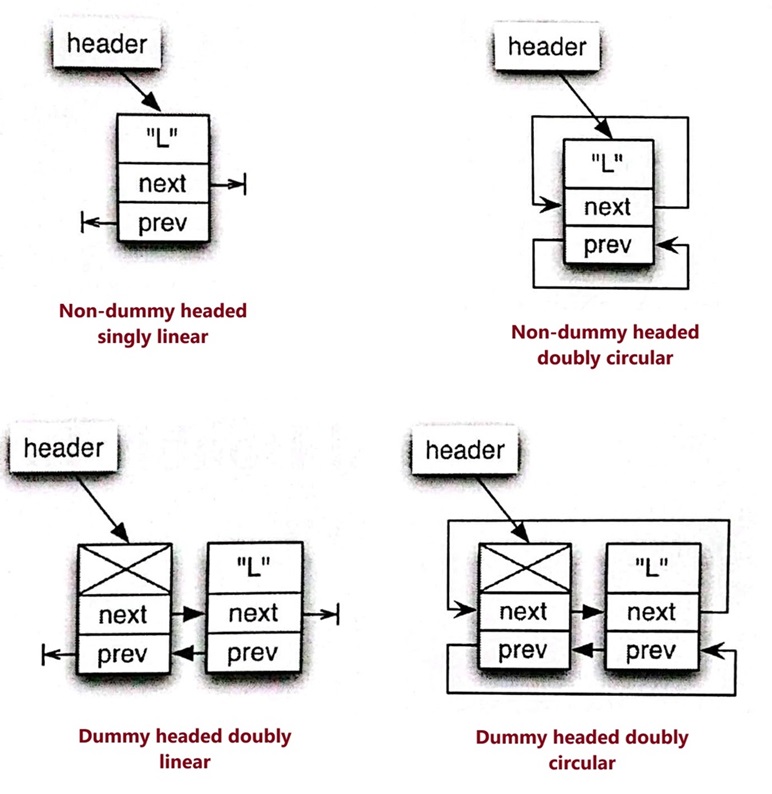 header
"L"
next
prev
Non-dummy headed
singly linear
header
"L"
next
prev
Non-dummy headed
doubly circular
header
"L"
next next
prev prev
Dummy headed doubly
linear
header
"L"
next next
prev prev
Dummy headed doubly
circular